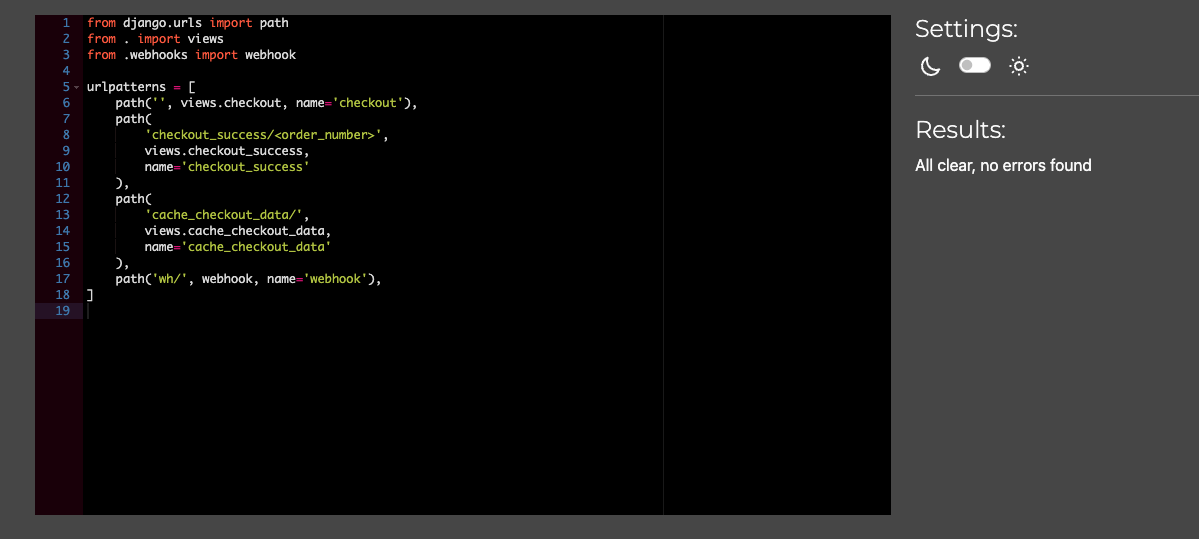 1 from django.urls import path
2 from . import views
3 from .webhooks import webhook
4
5 urlpatterns = [
6     path('', views.checkout, name='checkout'),
7     path(
8         'checkout_success/<order_number>',
9         views.checkout_success,
10         name='checkout_success'
11     ),
12     path(
13         'cache_checkout_data/',
14         views.cache_checkout_data,
15         name='cache_checkout_data'
16     ),
17     path('wh/', webhook, name='webhook'),
18 ]
19
Settings:
Results:
All clear, no errors found